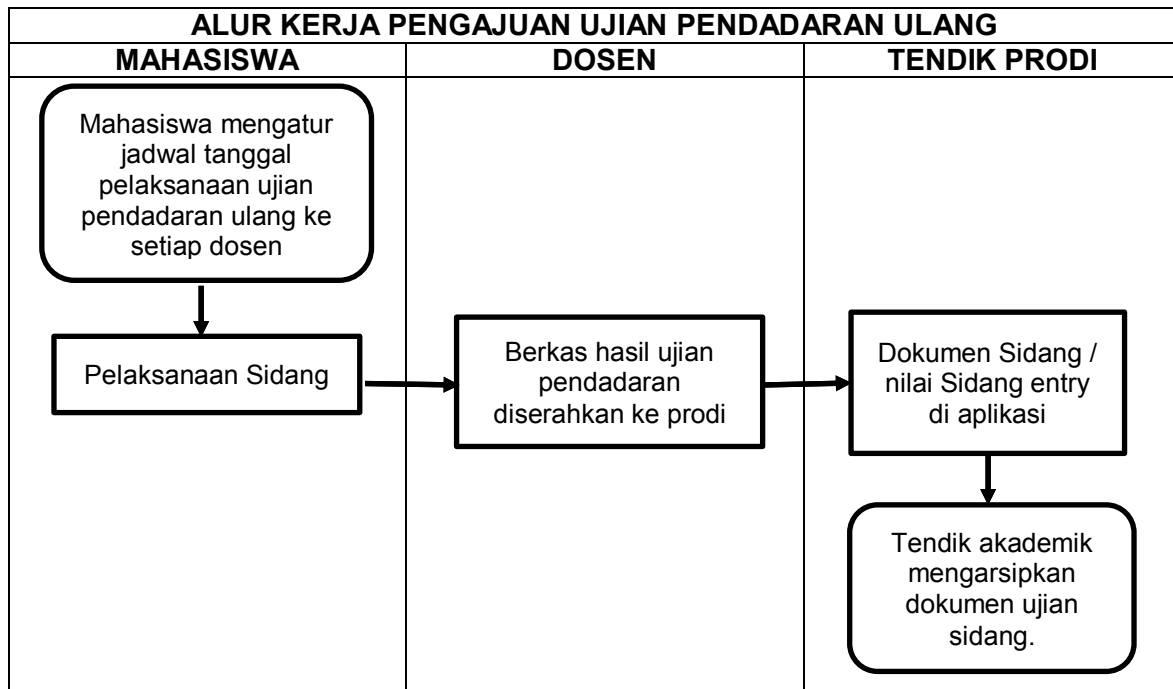 ALUR KERJA PENGAJUAN UJIAN PENDADARAN ULANG
MAHASISWA
DOSEN
TENDIK PRODI
Mahasiswa mengatur
jadwal tanggal
pelaksanaan ujian
pendadaran ulang ke
setiap dosen
Pelaksanaan Sidang
Berkas hasil ujian
pendadaran
diserahkan ke prodi
Dokumen Sidang /
nilai Sidang entry
di aplikasi
Tendik akademik
mengarsipkan
dokumen ujian
sidang.